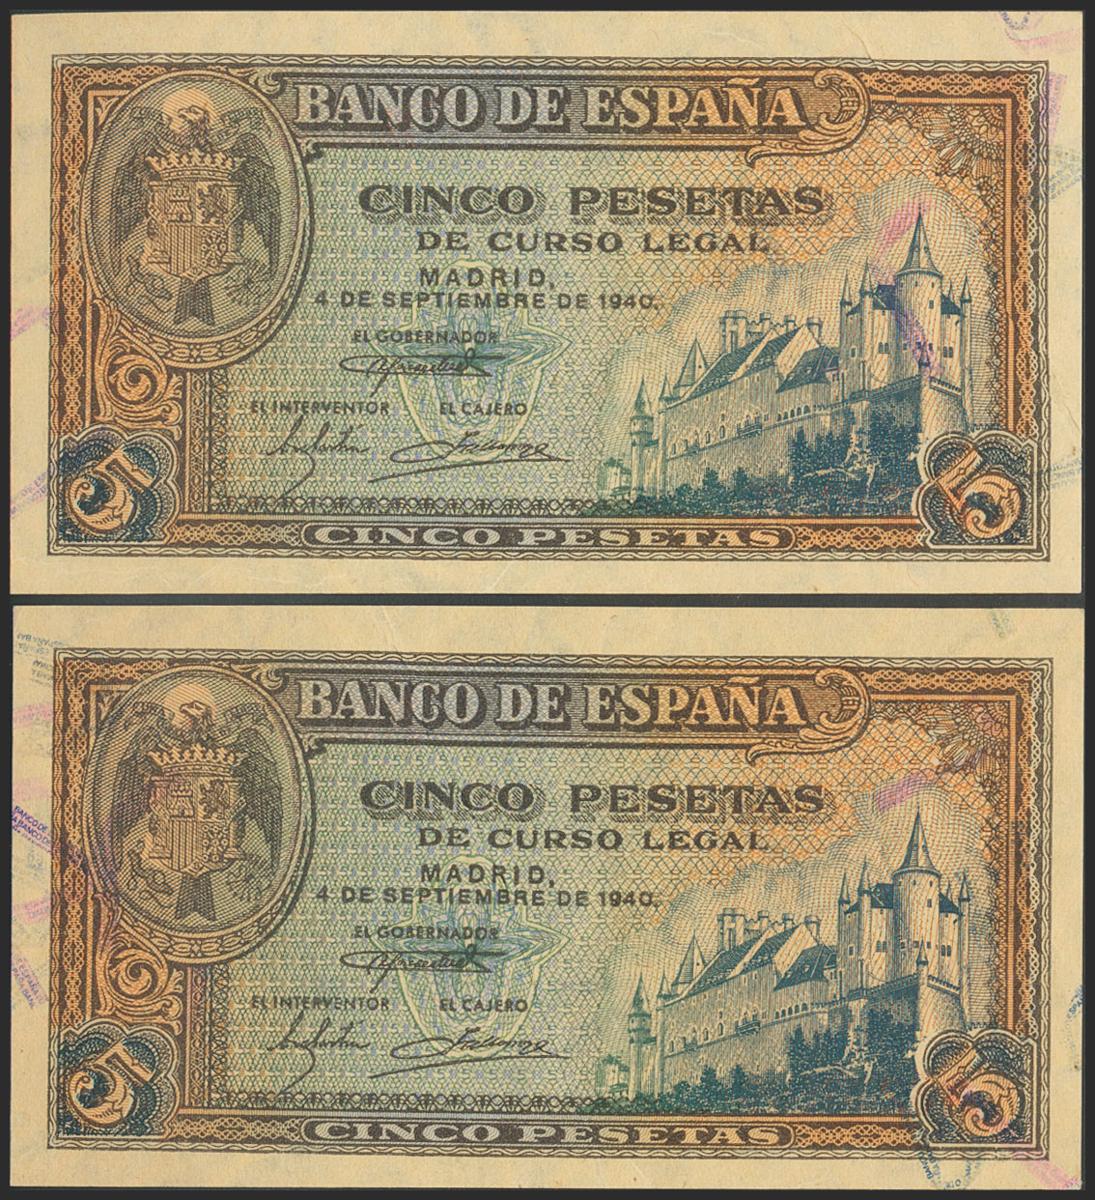 BANCO DE ESPAÑA
CINCO PESETAS
DE CURSO LEGAL
MADRID,
4 DE SEPTIEMBRE DE 1940.
EL GOBERNADOR
EL INTERVENTOR EL CAJERO
5 5
CINCO PESETAS
BANCO DE ESPAÑA
CINCO PESETAS
DE CURSO LEGAL
MADRID,
4 DE SEPTIEMBRE DE 1940.
EL GOBERNADOR
EL INTERVENTOR EL CAJERO
5 5
CINCO PESETAS